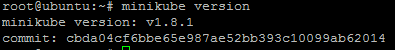 root@ubuntu:~# minikube version
minikube version: v1.8.1
commit: cbda04cf6bbe65e987ae52bb393c10099ab62014